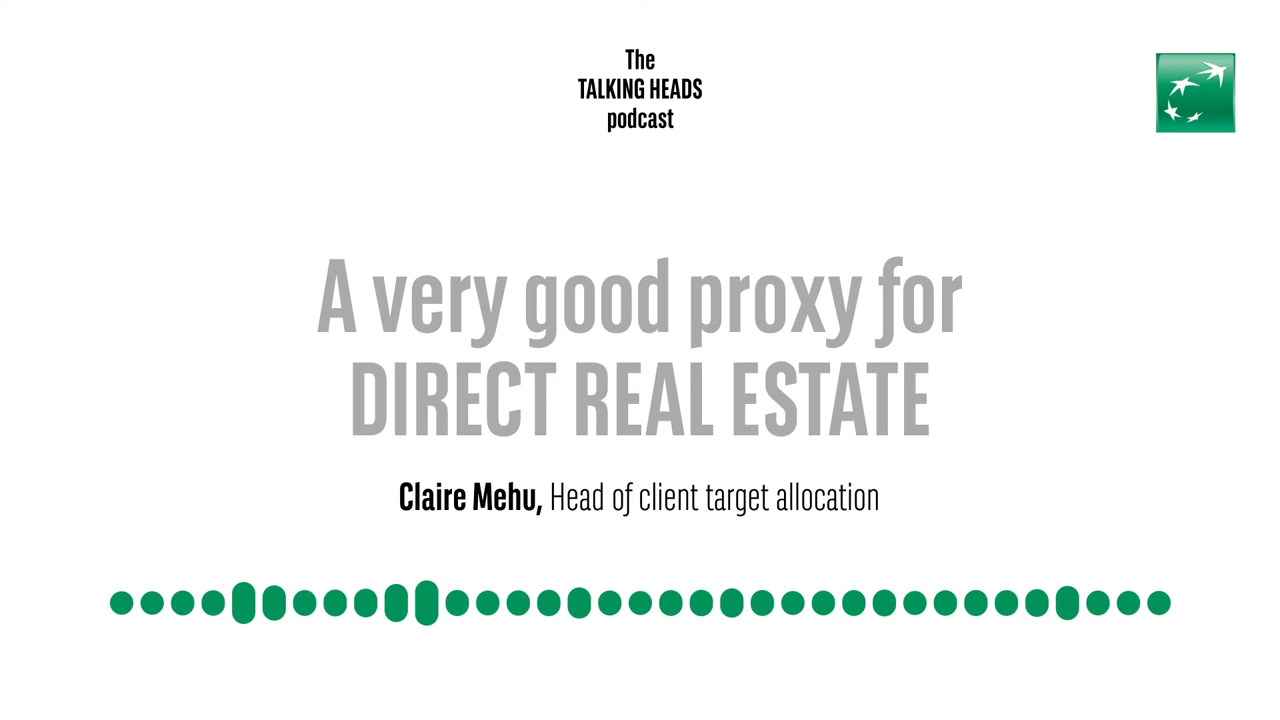 The
TALKING HEADS
podcast
A very good proxy for
DIRECT REAL ESTATE
Claire Mehu, Head of client target allocation